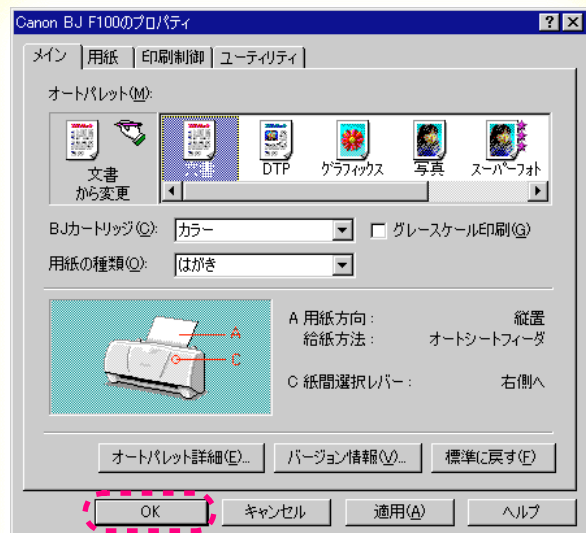 Canon BJ F100のプロパティ
メイン 用紙 印刷制御 ユーティリティ
オートパレット(M):
文書
から変更
文書 DTP グラフィックス 写真 スーパーフォト
BJカートリッジ(C): カラー グレースケール印刷(G)
用紙の種類(O): はがき
A 用紙方向： 縦置
給紙方法： オートシートフィーダ
A
C
C 紙間選択レバー： 右側へ
オートパレット詳細(E)... バージョン情報(V)... 標準に戻す(F)
OK キャンセル 適用(A) ヘルプ